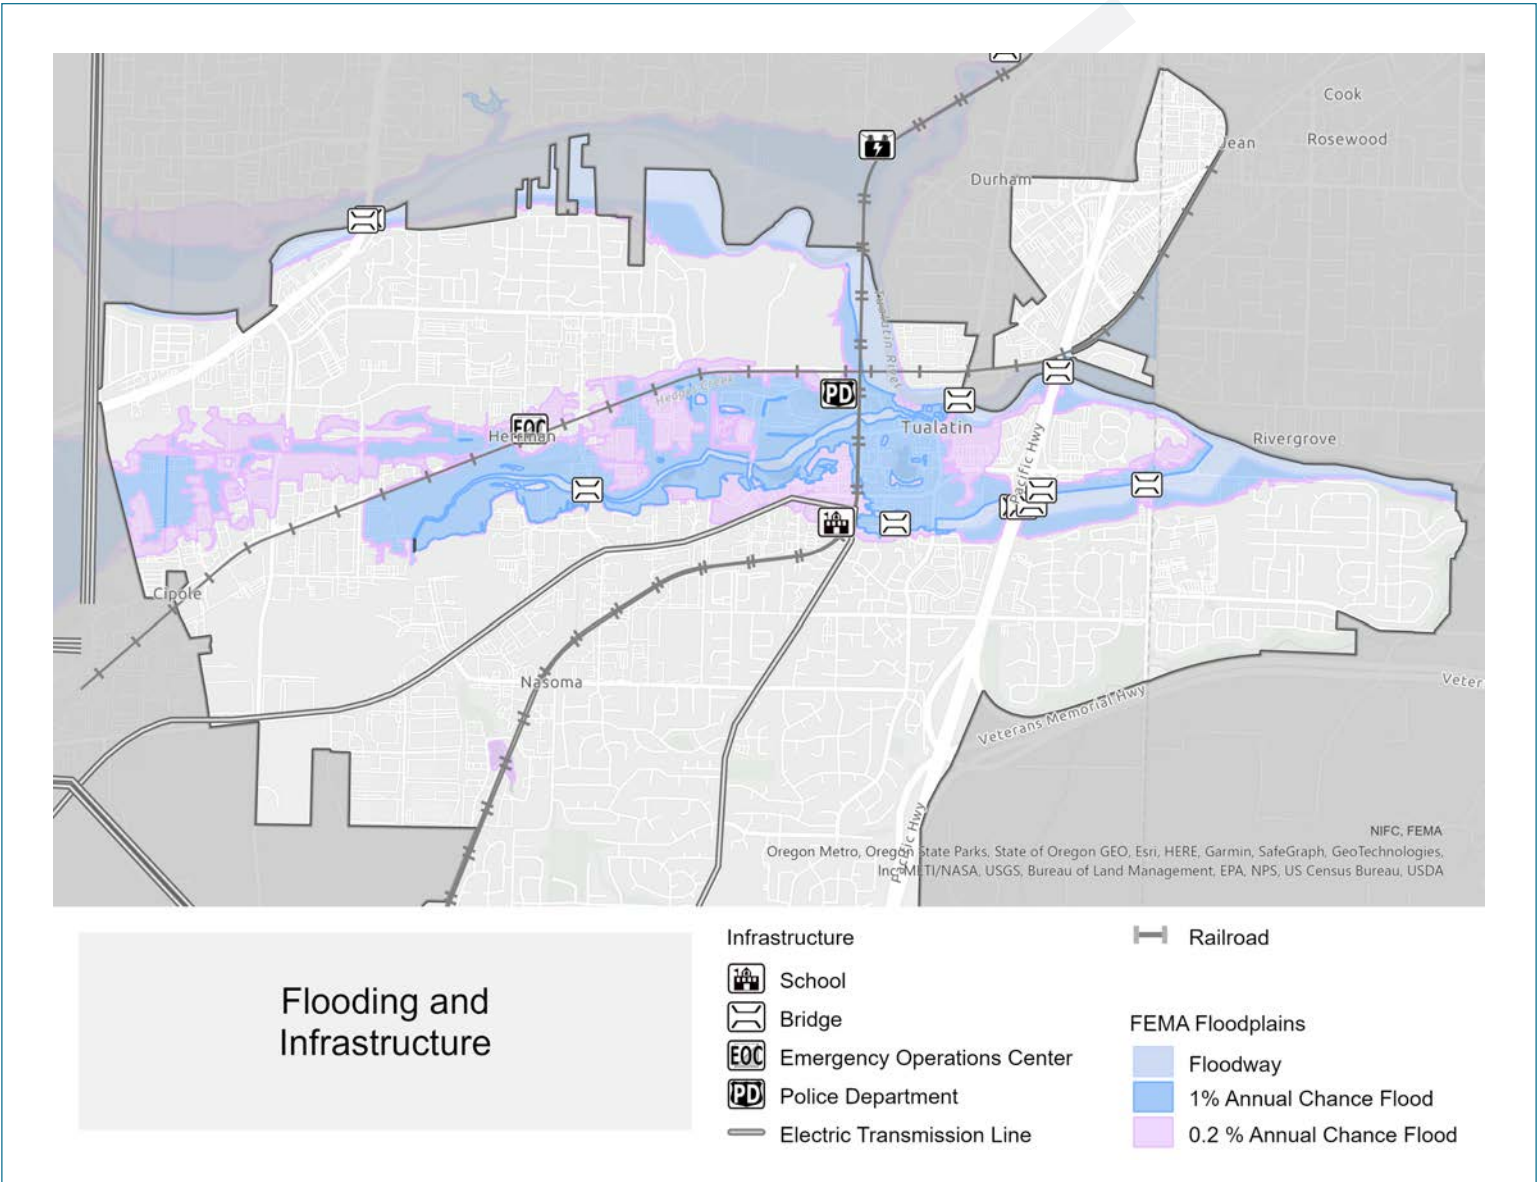 Cook
Rosewood
Jean
Durham
Tualatin River
Hedges Creek
PD
EOC
Herman
Tualatin
Pacific Hwy
Rivergrove
Cipole
Nasoma
Veterans Memorial Hwy
Veter
Pacific Hwy
NIFC, FEMA
Oregon Metro, Oregon State Parks, State of Oregon GEO, Esri, HERE, Garmin, SafeGraph, GeoTechnologies,
Inc, METI/NASA, USGS, Bureau of Land Management, EPA, NPS, US Census Bureau, USDA
Flooding and
Infrastructure
Infrastructure
School
Bridge
EOC Emergency Operations Center
PD Police Department
Electric Transmission Line
Railroad
FEMA Floodplains
Floodway
1% Annual Chance Flood
0.2 % Annual Chance Flood